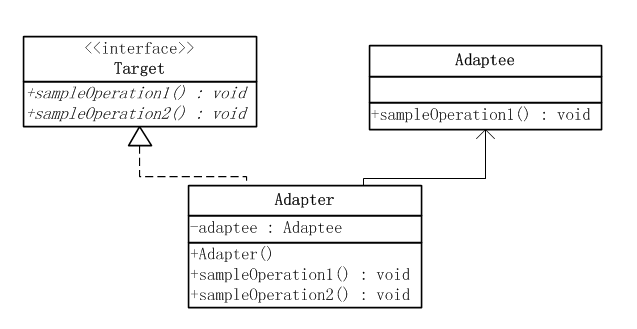 <<interface>>
Target
+sampleOperation1() : void
+sampleOperation2() : void
Adaptee
+sampleOperation1() : void
Adapter
-adaptee : Adaptee
+Adapter()
+sampleOperation1() : void
+sampleOperation2() : void